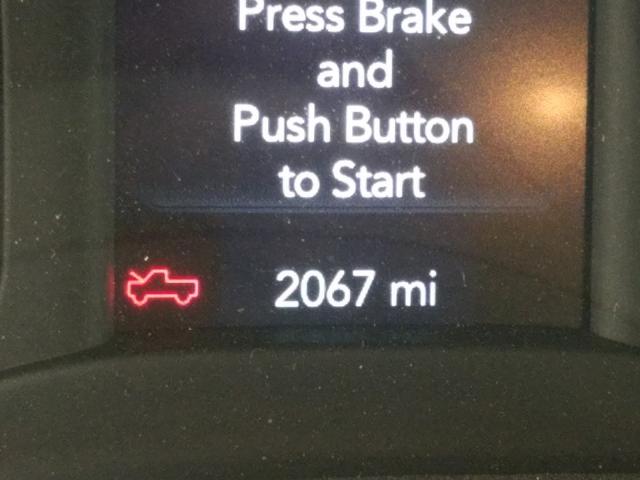 Press Brake
and
Push Button
to Start
2067 mi